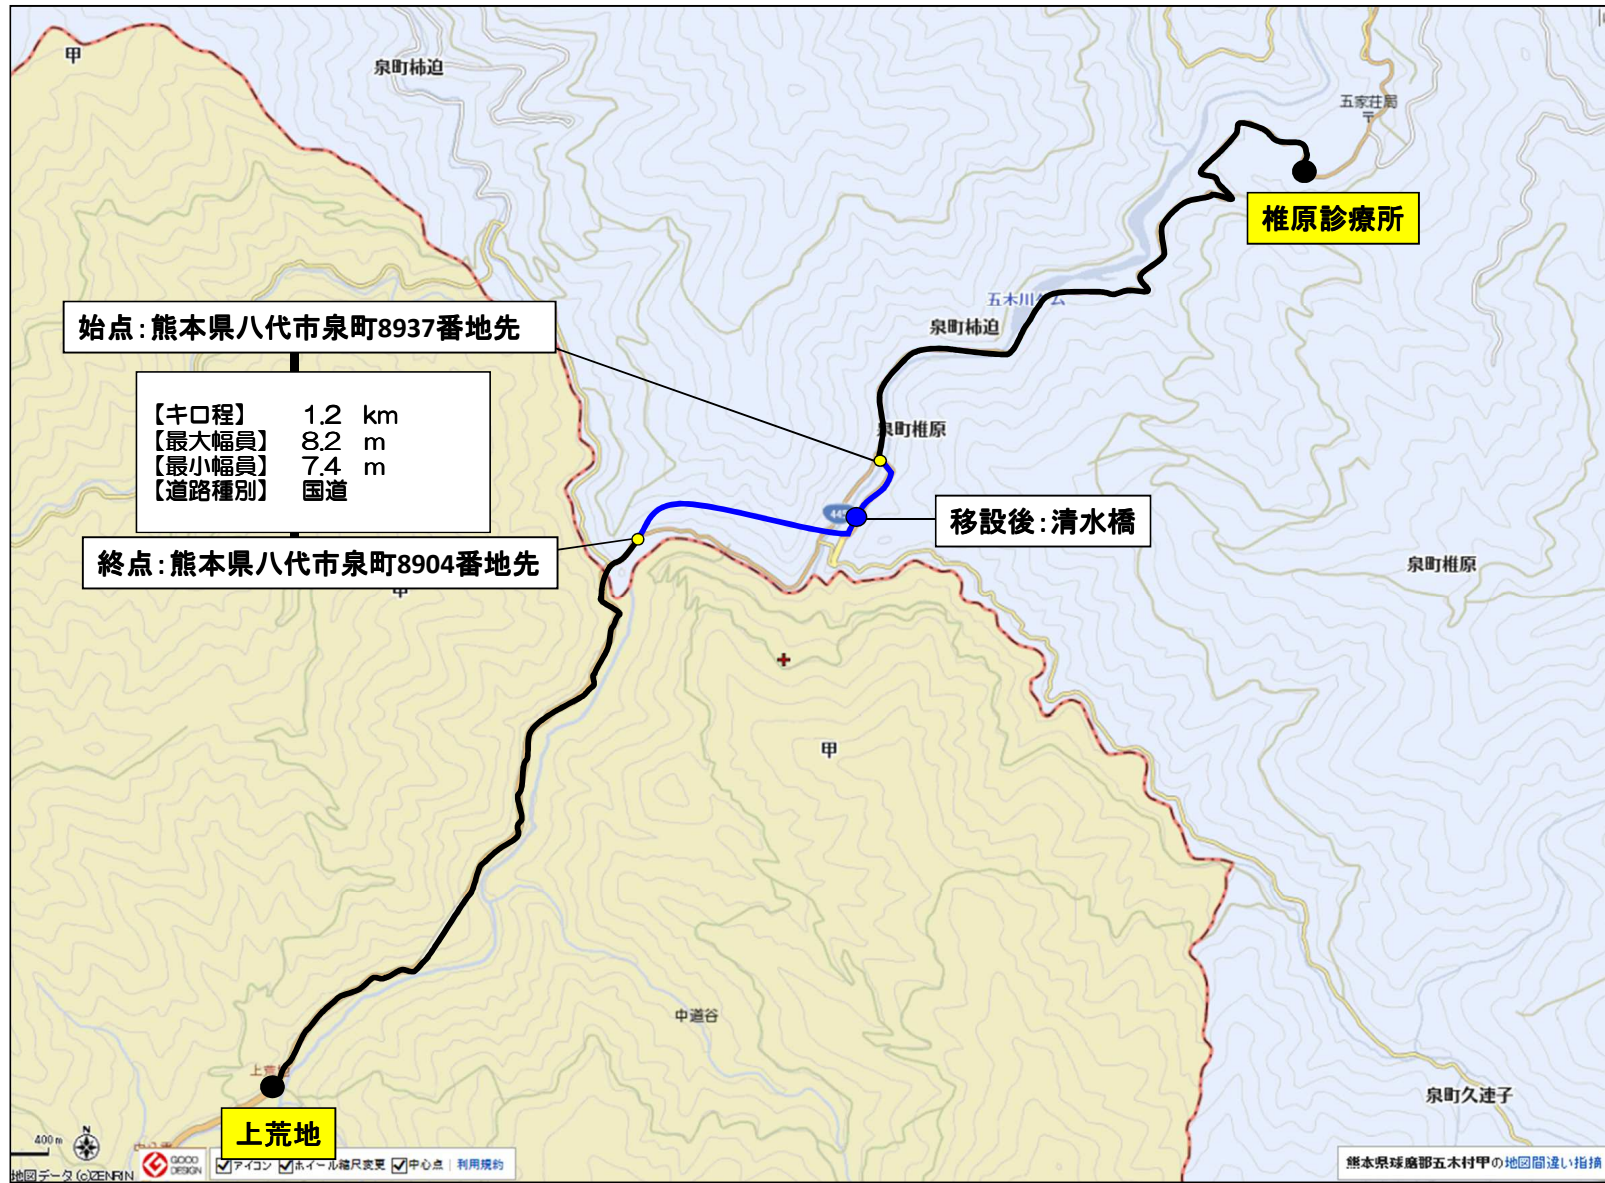 甲
泉町柿迫
五家荘局
椎原診療所
五木川ダム
泉町柿迫
始点:熊本県八代市泉町8937番地先
【キロ程】 1.2 km
【最大幅員】 8.2 m
【最小幅員】 7.4 m
【道路種別】 国道
泉町椎原
445
移設後:清水橋
終点:熊本県八代市泉町8904番地先
甲
泉町椎原
甲
中道谷
上荒地
上荒地
泉町久連子
400m
N
地図データ(c)ZENRIN
GOOD
DESIGN
アイコン ホイール縮尺変更 中心点 | 利用規約
熊本県球磨郡五木村甲の地図間違い指摘